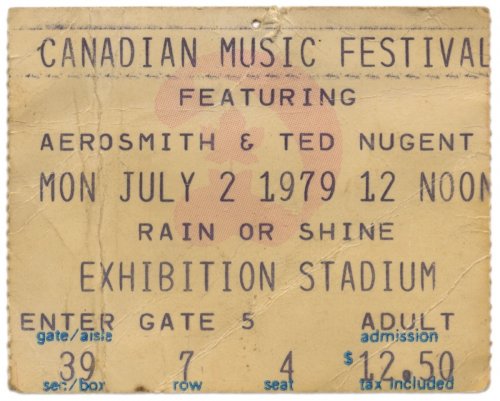 CANADIAN MUSIC FESTIVAL
FEATURING
AEROSMITH & TED NUGENT
MON JULY 2 1979 12 NOON
RAIN OR SHINE
EXHIBITION STADIUM
ENTER GATE 5 ADULT
gate/aisle admission
39 7 4 $12.50
sec/box row seat tax included